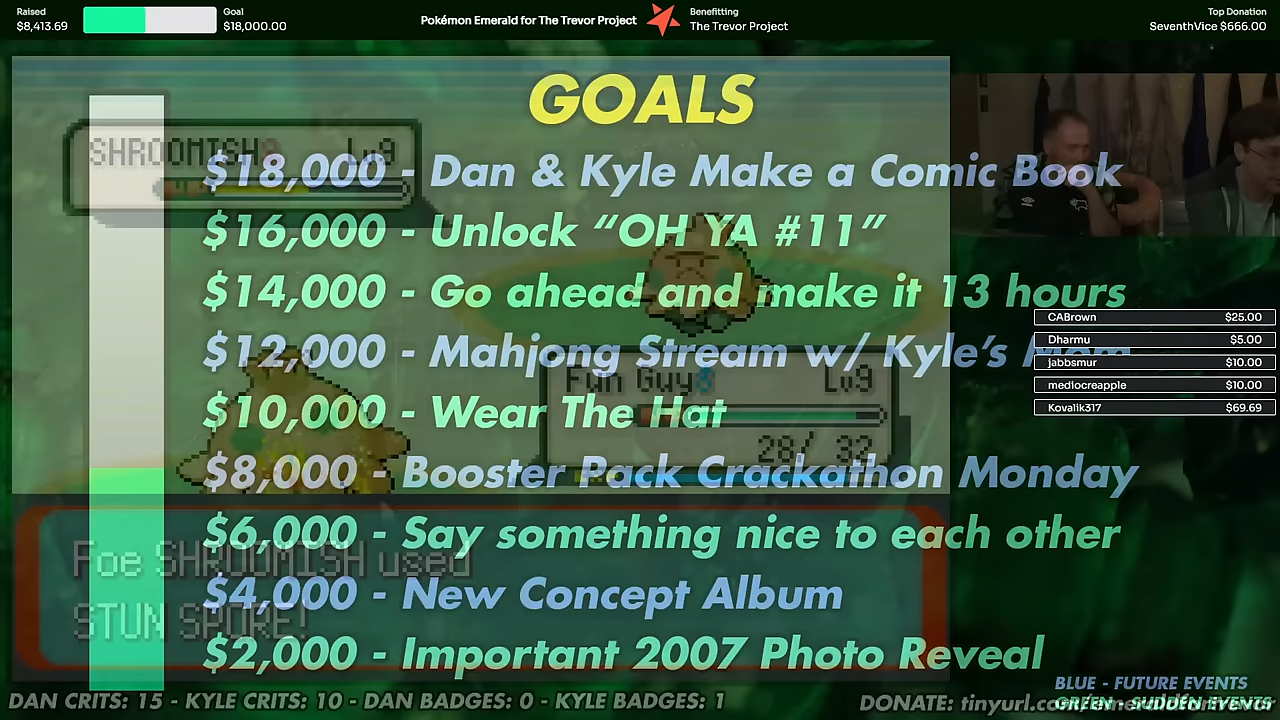 Raised
$8,413.69
Goal
$18,000.00
Pokémon Emerald for The Trevor Project
Benefitting
The Trevor Project
Top Donation
SeventhVice $666.00
GOALS
SHROOMISH Lv9
$18,000 - Dan & Kyle Make a Comic Book
$16,000 - Unlock “OH YA #11”
$14,000 - Go ahead and make it 13 hours
CABrown $25.00
Dharmu $5.00
$12,000 - Mahjong Stream w/ Kyle’s Mom
jabbsmur $10.00
Fun Guy Lv9
mediocreapple $10.00
$10,000 - Wear The Hat
Kovalik317 $69.69
28/ 32
$8,000 - Booster Pack Crackathon Monday
$6,000 - Say something nice to each other
Foe SHROOMISH used
$4,000 - New Concept Album
STUN SPORE!
$2,000 - Important 2007 Photo Reveal
BLUE - FUTURE EVENTS
GREEN - SUDDEN EVENTS
DAN CRITS: 15 - KYLE CRITS: 10 - DAN BADGES: 0 - KYLE BADGES: 1
DONATE: tinyurl.com/